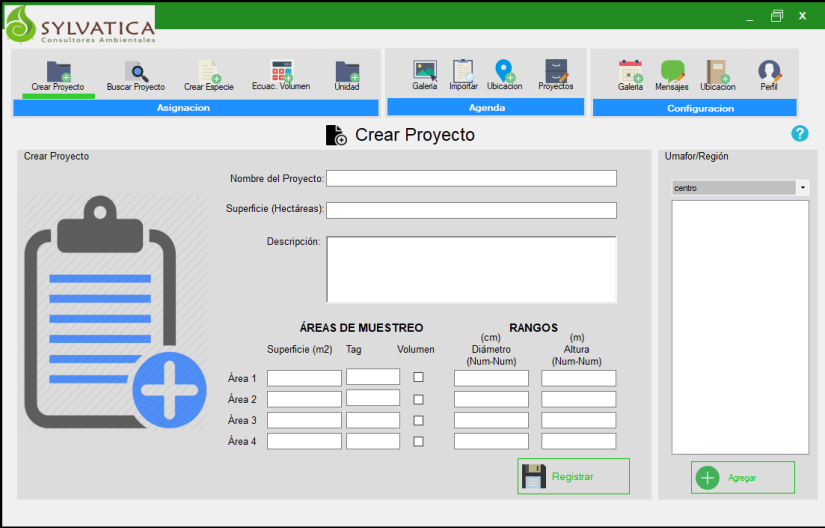 SYLVATICA
Consultores Ambientales
_ x
Crear Proyecto Buscar Proyecto Crear Especie Ecuac. Volumen Unidad
Galeria Importar Ubicacion Proyectos
Galeria Mensajes Ubicacion Perfil
Asignacion Agenda Configuracion
Crear Proyecto
?
Crear Proyecto
Nombre del Proyecto:
Superficie (Hectáreas):
Descripción:
ÁREAS DE MUESTREO RANGOS
(cm) (m)
Superficie (m2) Tag Volumen Diámetro Altura
(Num-Num) (Num-Num)
Área 1
Área 2
Área 3
Área 4
Registrar
Umafor/Región
centro
Agregar